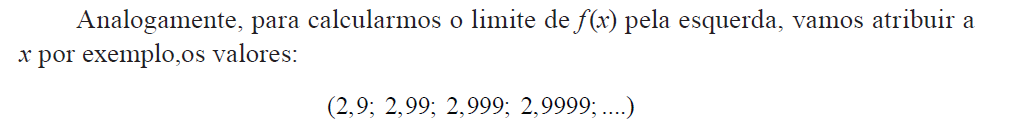 Analogamente, para calcularmos o limite de f(x) pela esquerda, vamos atribuir a
x por exemplo,os valores:
(2,9; 2,99; 2,999; 2,9999; ....)